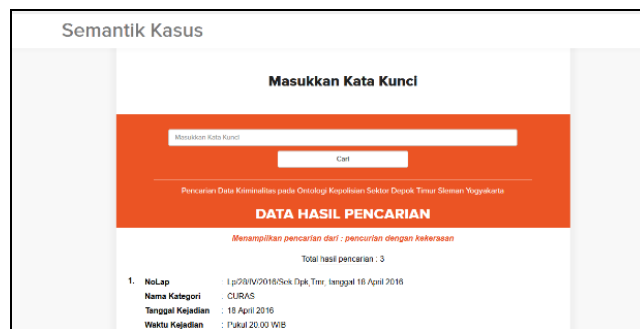 Semantik Kasus
Masukkan Kata Kunci
Masukkan Kata Kunci
Cari
Pencarian Data Kriminalitas pada Ontologi Kepolisian Sektor Depok Timur Sleman Yogyakarta
DATA HASIL PENCARIAN
Menampilkan pencarian dari : pencurian dengan kekerasan
Total hasil pencarian : 3
1. NoLap : Lp/28/IV/2016/Sek.Dpk,Tmr, tanggal 18 April 2016
Nama Kategori : CURAS
Tanggal Kejadian : 18 April 2016
Waktu Kejadian : Pukul 20.00 WIB